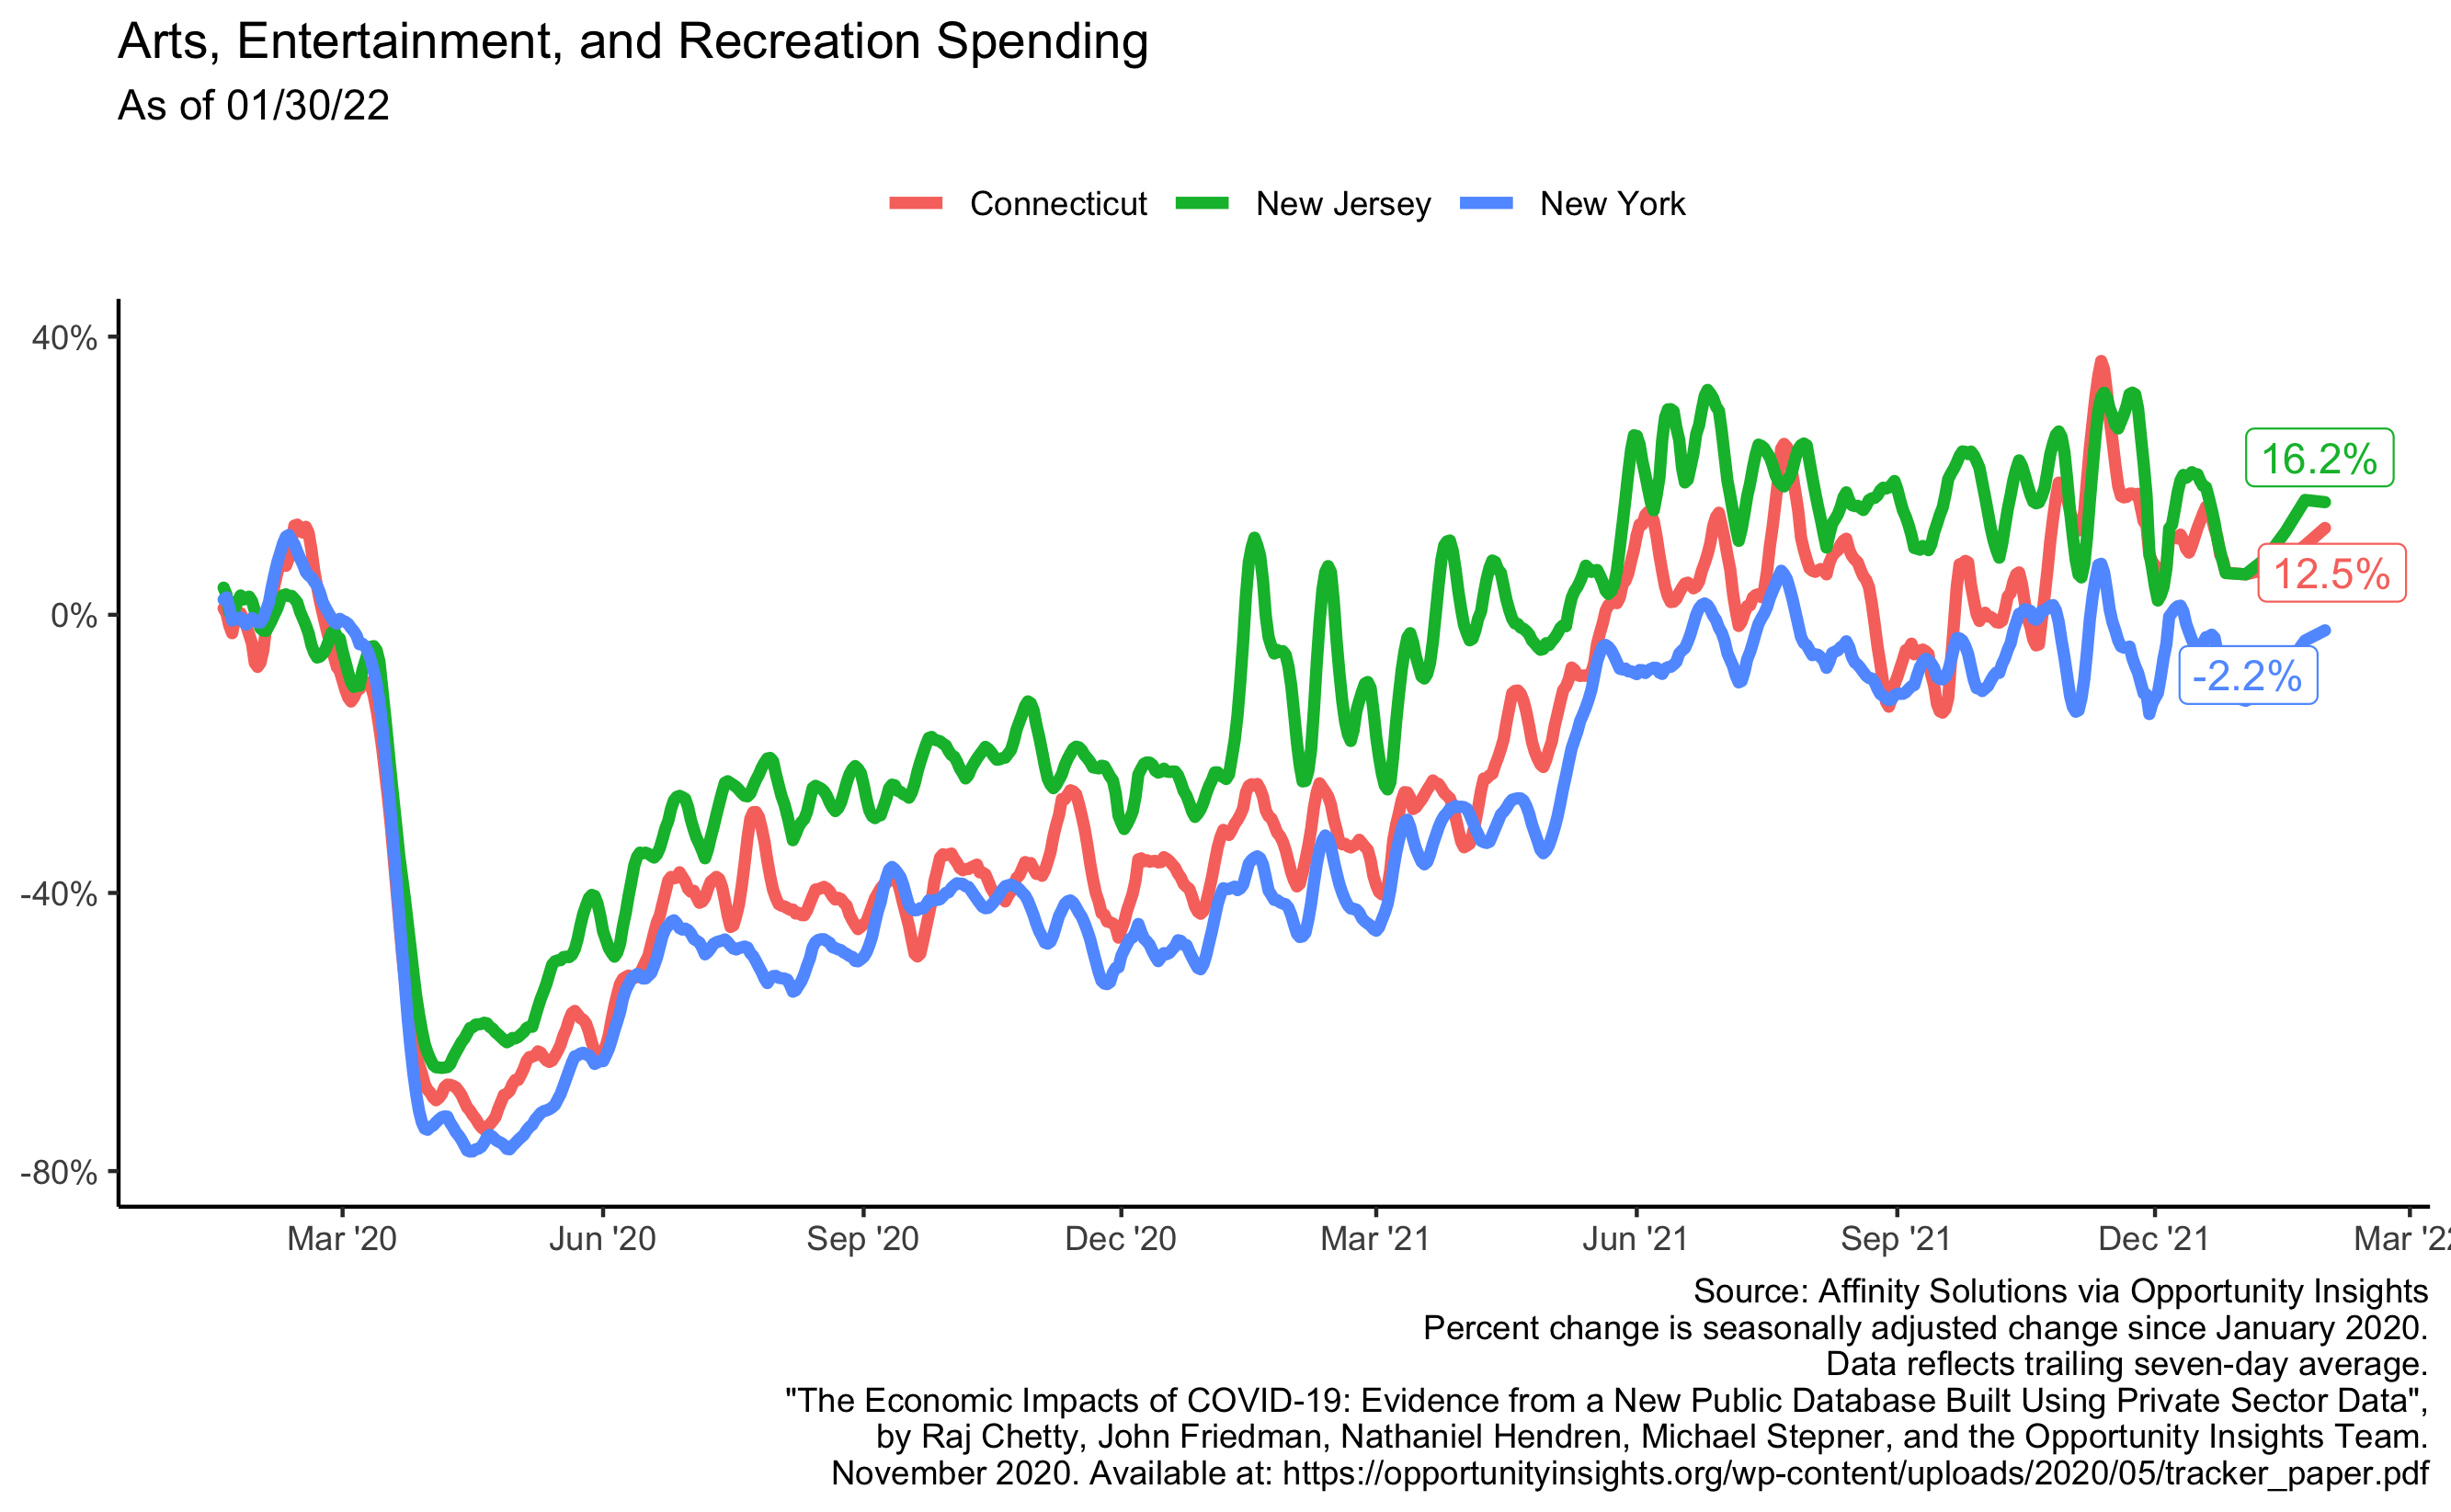 Arts, Entertainment, and Recreation Spending
As of 01/30/22
Connecticut New Jersey New York
40%
0%
-40%
-80%
16.2%
12.5%
-2.2%
Mar '20 Jun '20 Sep '20 Dec '20 Mar '21 Jun '21 Sep '21 Dec '21 Mar '22
Source: Affinity Solutions via Opportunity Insights
Percent change is seasonally adjusted change since January 2020.
Data reflects trailing seven-day average.
"The Economic Impacts of COVID-19: Evidence from a New Public Database Built Using Private Sector Data",
by Raj Chetty, John Friedman, Nathaniel Hendren, Michael Stepner, and the Opportunity Insights Team.
November 2020. Available at: https://opportunityinsights.org/wp-content/uploads/2020/05/tracker_paper.pdf